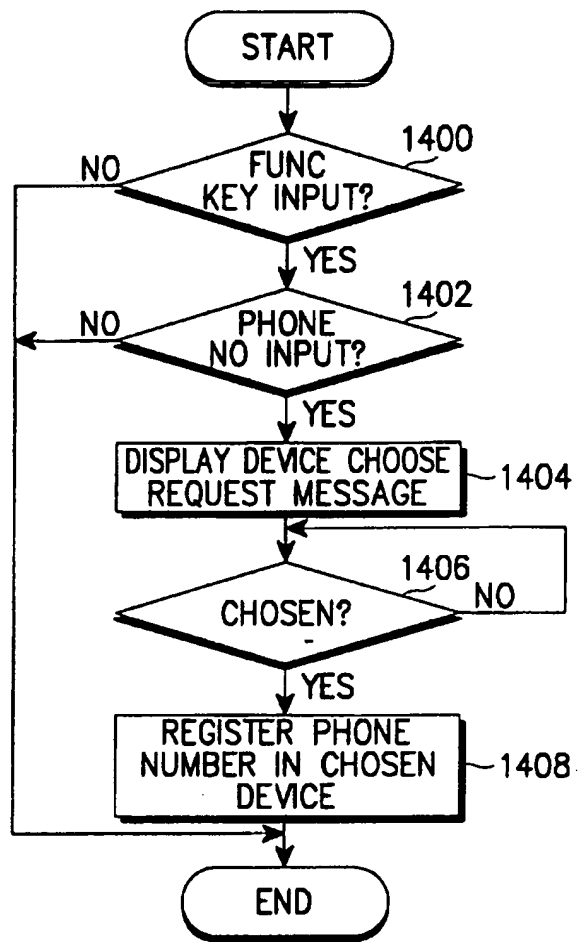 START
1400
NO
FUNC
KEY INPUT?
YES
1402
NO
PHONE
NO INPUT?
YES
DISPLAY DEVICE CHOOSE
REQUEST MESSAGE
1404
1406
NO
CHOSEN?
YES
REGISTER PHONE
NUMBER IN CHOSEN
DEVICE
1408
END